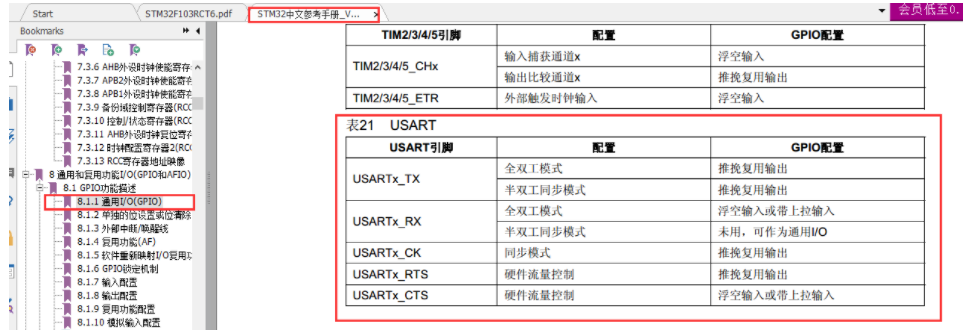 Start
STM32F103RCT6.pdf
STM32中文参考手册_V...
会员低至0.
Bookmarks
7.3.6 AHB外设时钟使能寄存
7.3.7 APB2外设时钟使能寄存
7.3.8 APB1外设时钟使能寄存
7.3.9 备份域控制寄存器(RCC
7.3.10 控制/状态寄存器(RCC
7.3.11 AHB外设时钟复位寄存
7.3.12 时钟配置寄存器2(RCC
7.3.13 RCC寄存器地址映像
8 通用和复用功能I/O(GPIO和AFIO)
8.1 GPIO功能描述
8.1.1 通用I/O(GPIO)
8.1.2 单独的位设置或位清除
8.1.3 外部中断/唤醒线
8.1.4 复用功能(AF)
8.1.5 软件重新映射I/O复用功
8.1.6 GPIO锁定机制
8.1.7 输入配置
8.1.8 输出配置
8.1.9 复用功能配置
8.1.10 模拟输入配置
TIM2/3/4/5引脚 配置 GPIO配置
TIM2/3/4/5_CHx 输入捕获通道x 浮空输入
输出比较通道x 推挽复用输出
TIM2/3/4/5_ETR 外部触发时钟输入 浮空输入
表21 USART
USART引脚 配置 GPIO配置
USARTx_TX 全双工模式 推挽复用输出
半双工同步模式 推挽复用输出
USARTx_RX 全双工模式 浮空输入或带上拉输入
半双工同步模式 未用，可作为通用I/O
USARTx_CK 同步模式 推挽复用输出
USARTx_RTS 硬件流量控制 推挽复用输出
USARTx_CTS 硬件流量控制 浮空输入或带上拉输入